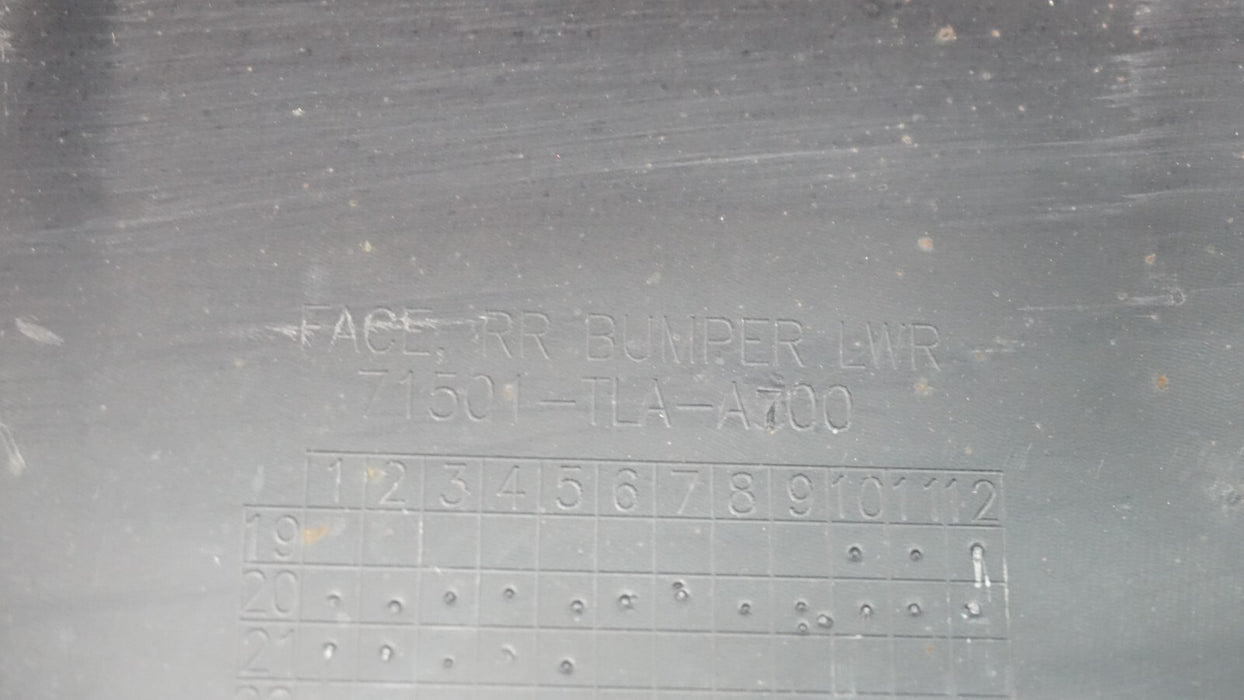 FACE, RR BUMPER LWR
71501-TLA-A700
1 2 3 4 5 6 7 8 9 10 11 12
19
20
21